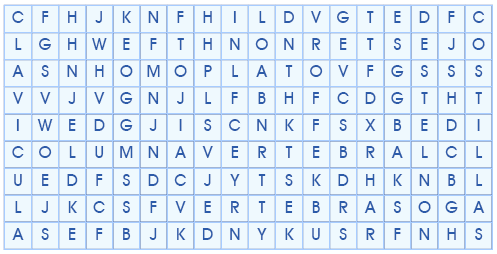 C F H J K N F H I L D V G T E D F C
L G H W E F T H N O N R E T S E J O
A S N H O M O P L A T O V F G S S S
V V J V G N J L F B H F C D G T H T
I W E D G J I S C N K F S X B E D I
C O L U M N A V E R T E B R A L C L
U E D F S D C J Y T S K D H K N B L
L J K C S F V E R T E B R A S O G A
A S E F B J K D N Y K U S R F N H S